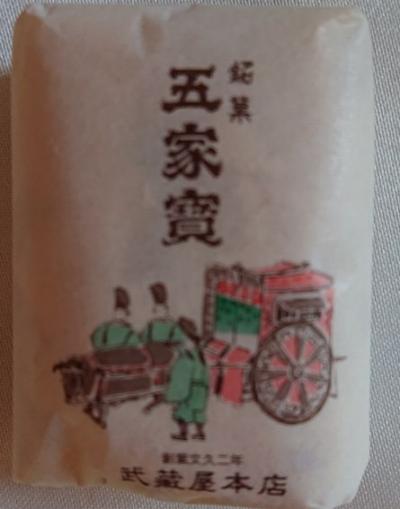 銘菓
五家寶
創業文久二年
武蔵屋本店